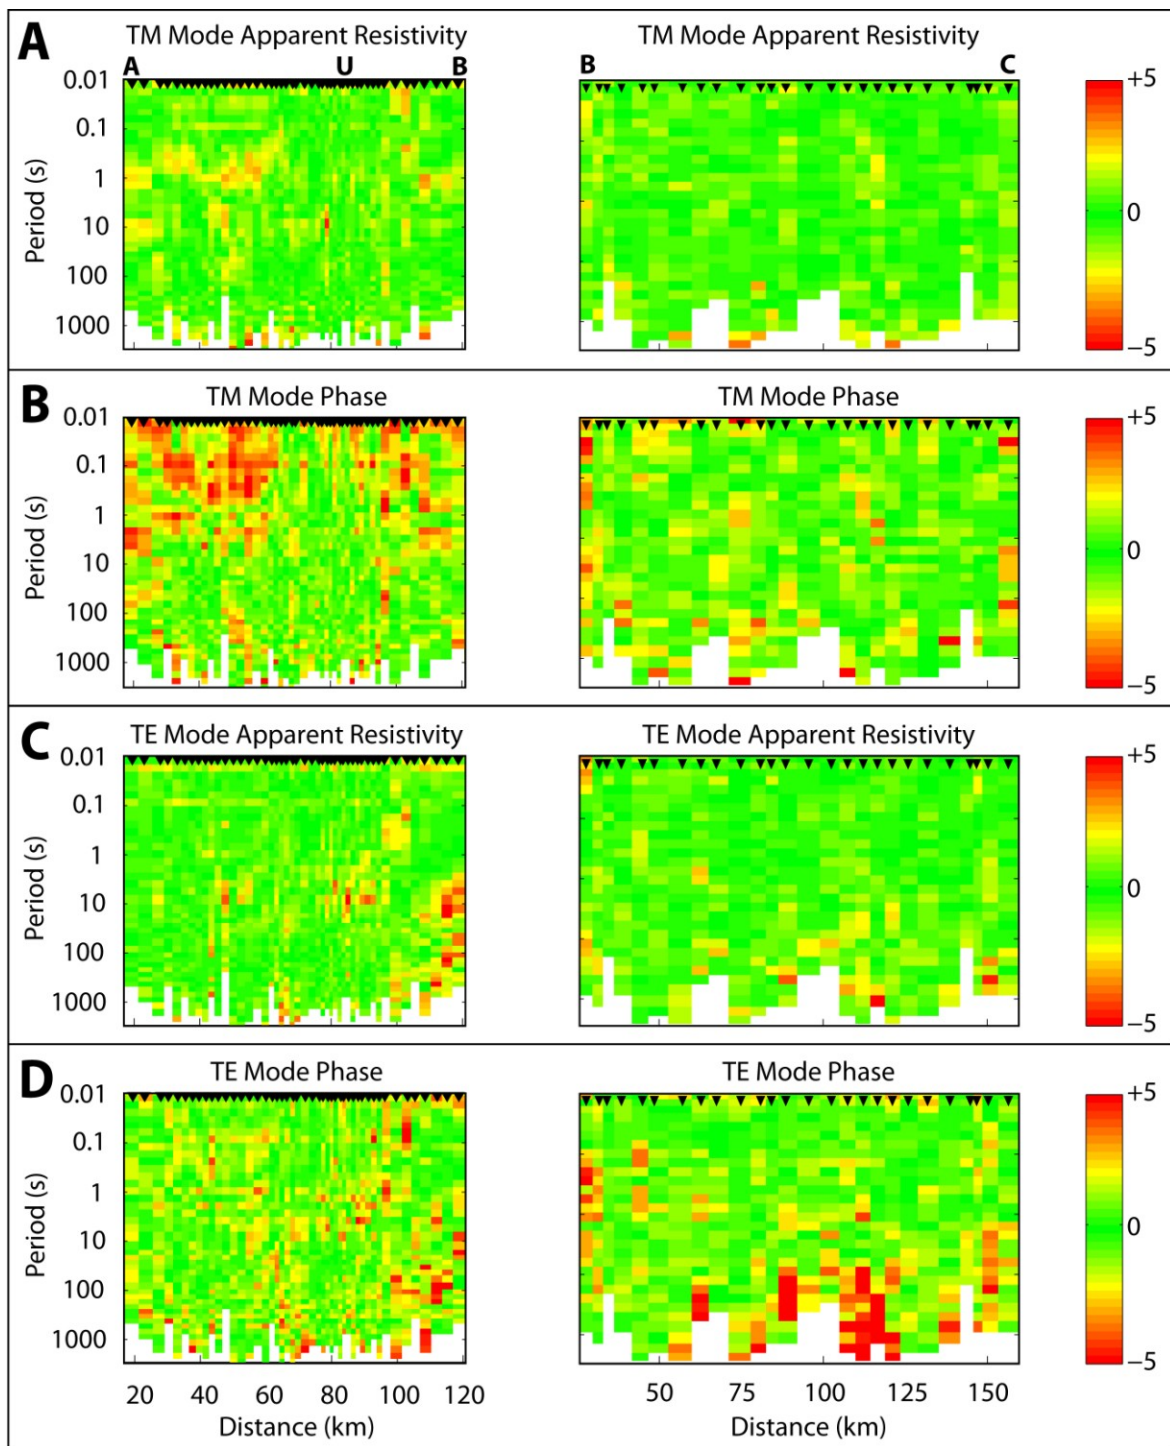 A
TM Mode Apparent Resistivity
TM Mode Apparent Resistivity
A U B
B C
0.01
0.1
1
10
100
1000
Period (s)
+5
0
−5
B
TM Mode Phase
TM Mode Phase
0.01
0.1
1
10
100
1000
Period (s)
+5
0
−5
C
TE Mode Apparent Resistivity
TE Mode Apparent Resistivity
0.01
0.1
1
10
100
1000
Period (s)
+5
0
−5
D
TE Mode Phase
TE Mode Phase
0.01
0.1
1
10
100
1000
Period (s)
+5
0
−5
20 40 60 80 100 120
Distance (km)
50 75 100 125 150
Distance (km)